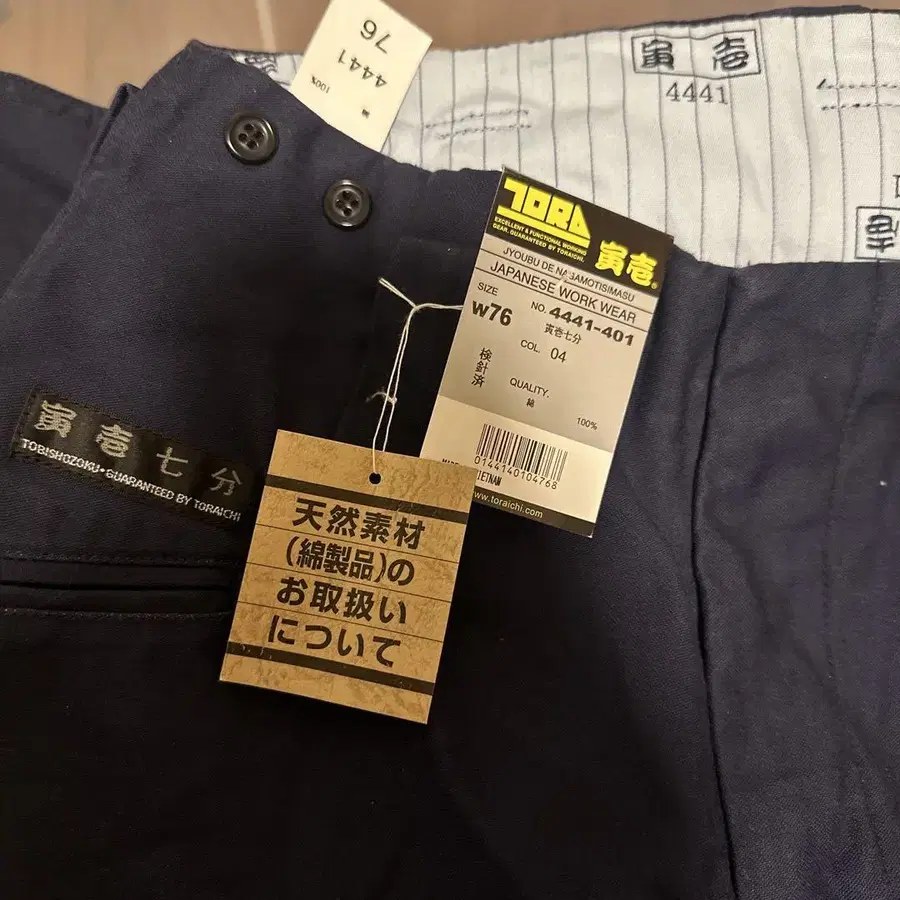 76
4441
100%
寅壱
4441
TORA
EXCELLENT & FUNCTIONAL WORKING
GEAR. GUARANTEED BY TORAICHI.
寅壱®
JYOUBU DE NAGAMOTISIMASU
JAPANESE WORK WEAR
SIZE
W76
NO. 4441-401
寅壱七分
COL. 04
検針済
QUALITY.
綿
100%
0144140104768
VIETNAM
www.toraichi.com
寅壱七分
TOBISHOZOKU・GUARANTEED BY TORAICHI
天然素材
(綿製品)の
お取扱い
について